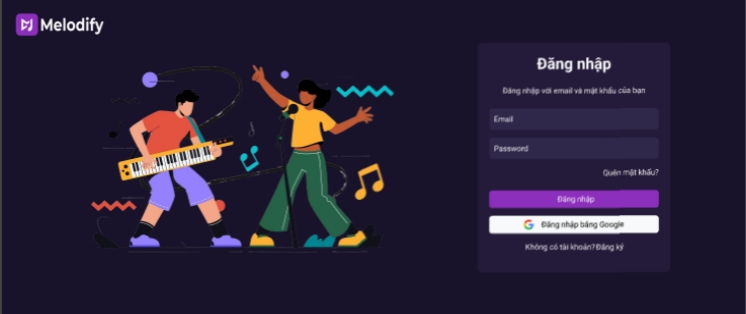 Melodify
Đăng nhập
Đăng nhập với email và mật khẩu của bạn
Email
Password
Quên mật khẩu?
Đăng nhập
Đăng nhập bằng Google
Không có tài khoản? Đăng ký